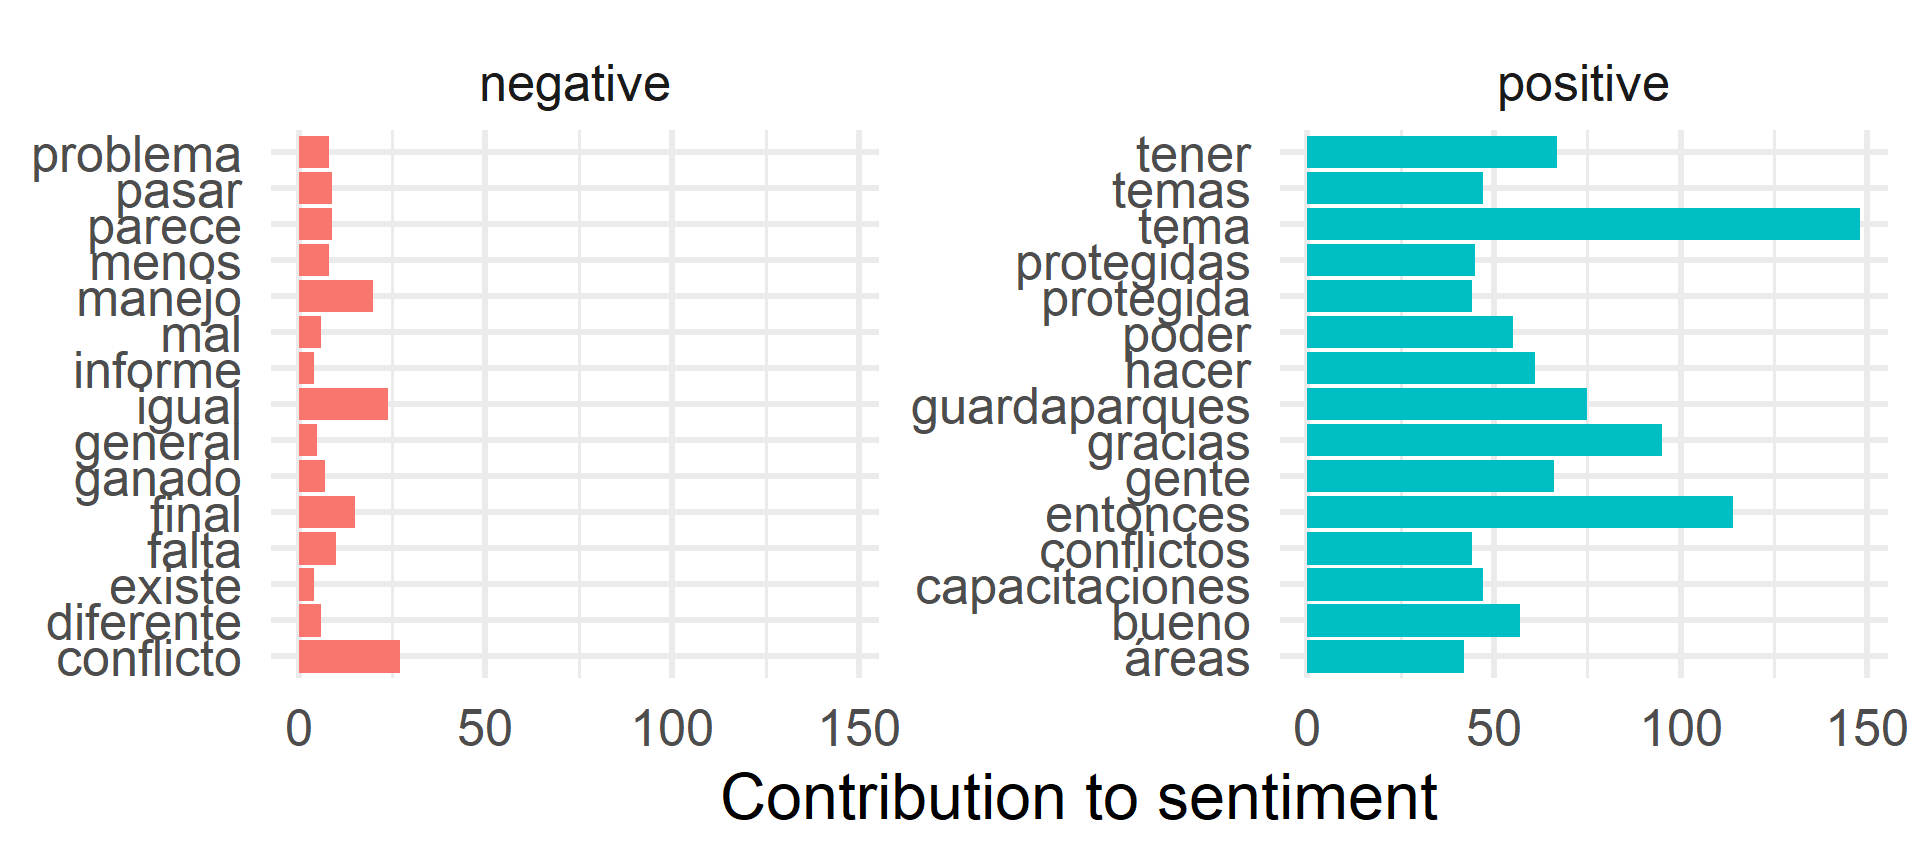 negative
problema
pasar
parece
menos
manejo
mal
informe
igual
general
ganado
final
falta
existe
diferente
conflicto
0 50 100 150
positive
tener
temas
tema
protegidas
protegida
poder
hacer
guardaparques
gracias
gente
entonces
conflictos
capacitaciones
bueno
áreas
0 50 100 150
Contribution to sentiment